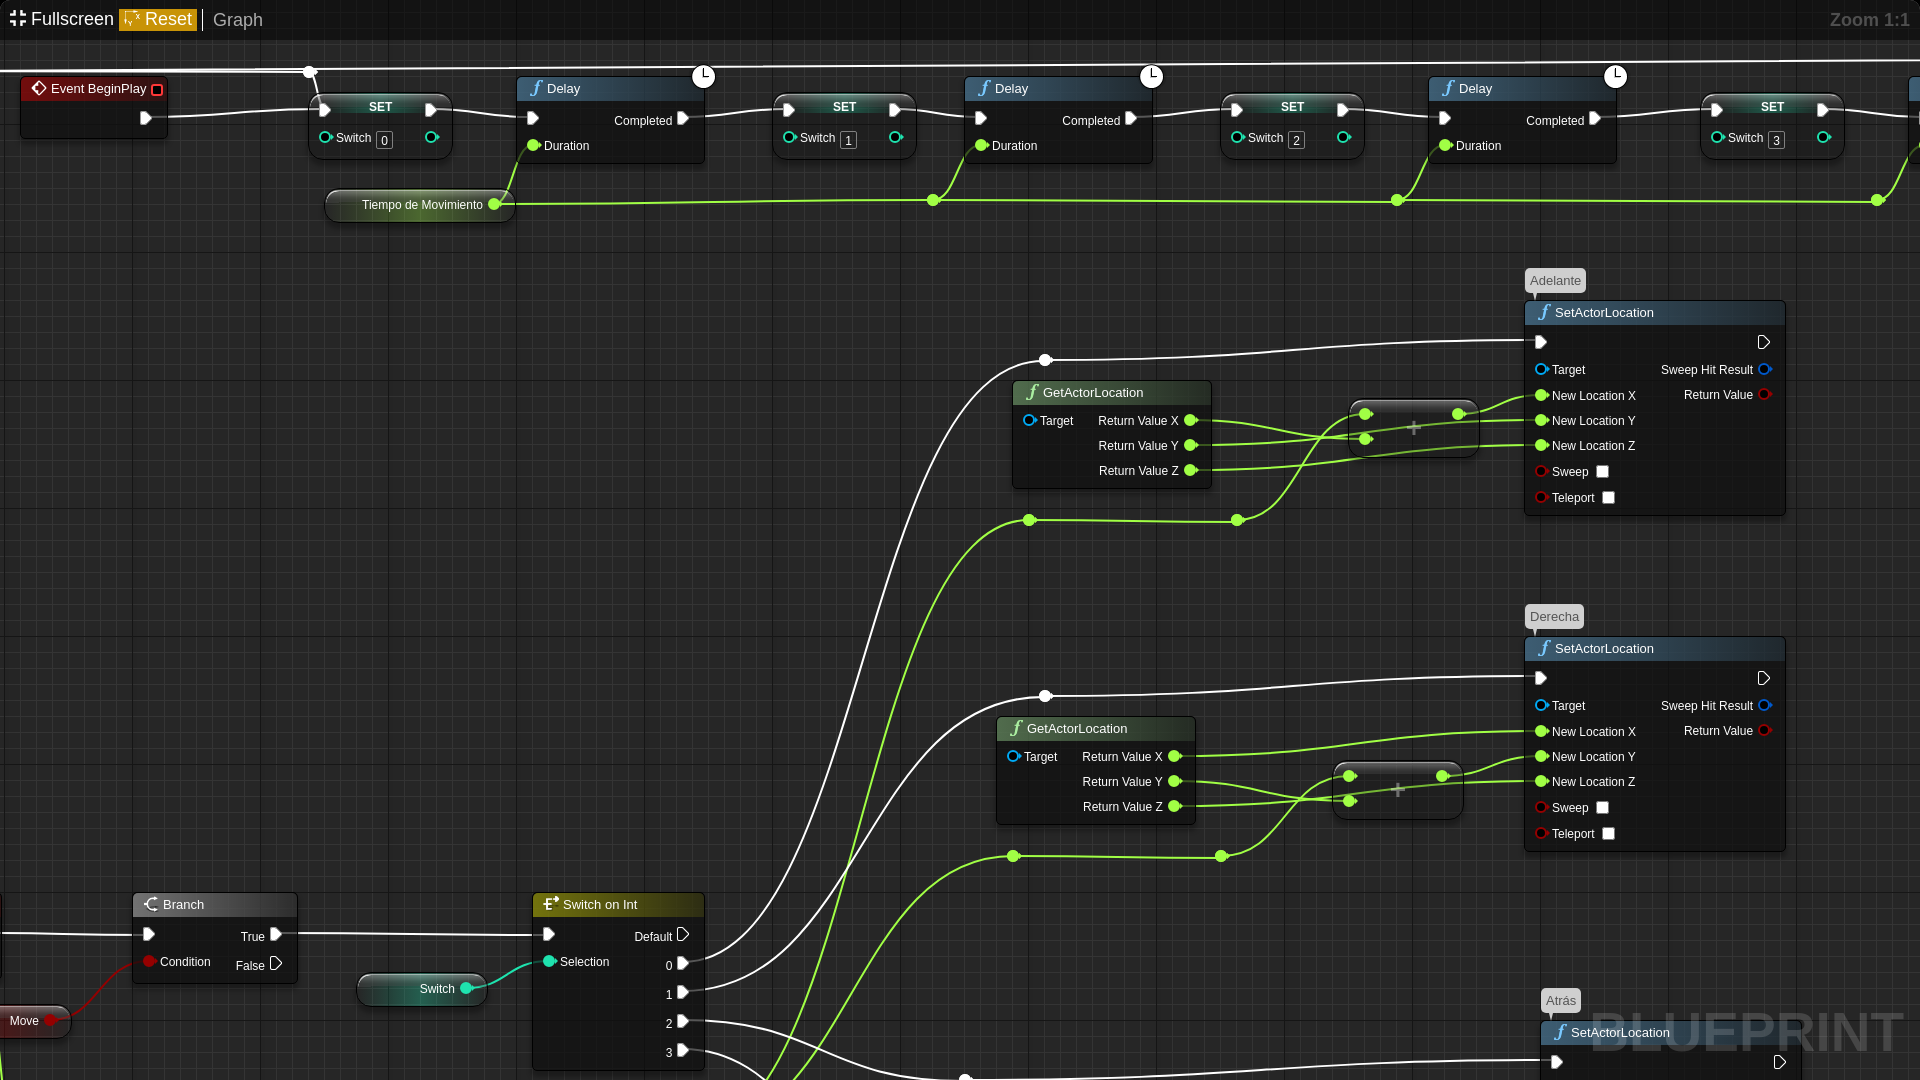 Fullscreen Reset Graph Zoom 1:1
Event BeginPlay
SET
Switch 0
Delay
Completed
Duration
SET
Switch 1
Delay
Completed
Duration
SET
Switch 2
Delay
Completed
Duration
SET
Switch 3
Tiempo de Movimiento
Adelante
SetActorLocation
Target Sweep Hit Result
New Location X Return Value
New Location Y
New Location Z
Sweep
Teleport
GetActorLocation
Target Return Value X
Return Value Y
Return Value Z
+
Derecha
SetActorLocation
Target Sweep Hit Result
New Location X Return Value
New Location Y
New Location Z
Sweep
Teleport
GetActorLocation
Target Return Value X
Return Value Y
Return Value Z
+
Branch
True
Condition
False
Move
Switch
Switch on Int
Default
Selection
0
1
2
3
Atrás
SetActorLocation
BLUEPRINT